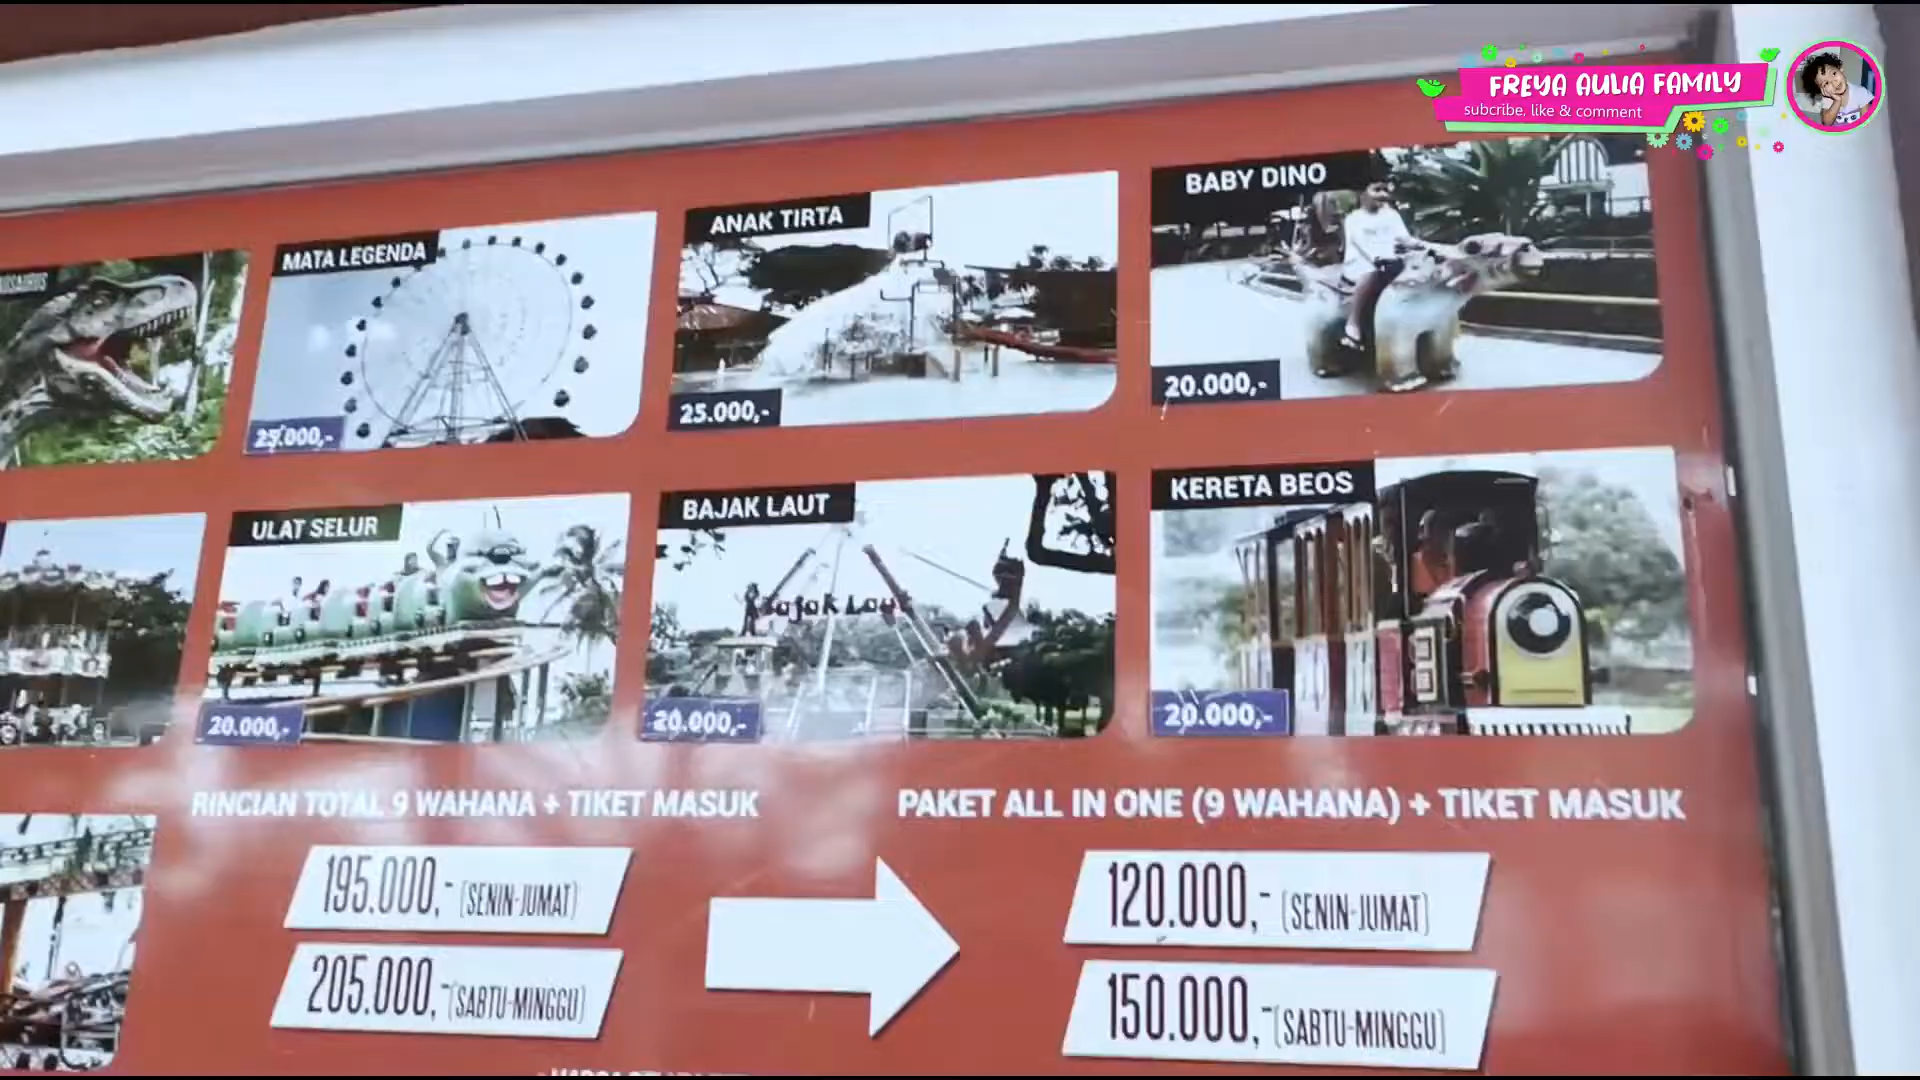 FREYA AULIA FAMILY
subcribe, like & comment
MATA LEGENDA
25.000,-
ANAK TIRTA
25.000,-
BABY DINO
20.000,-
ULAT SELUR
20.000,-
BAJAK LAUT
Bajak Laut
20.000,-
KERETA BEOS
20.000,-
RINCIAN TOTAL 9 WAHANA + TIKET MASUK
195.000,- (SENIN-JUMAT)
205.000,- (SABTU-MINGGU)
PAKET ALL IN ONE (9 WAHANA) + TIKET MASUK
120.000,- (SENIN-JUMAT)
150.000,- (SABTU-MINGGU)